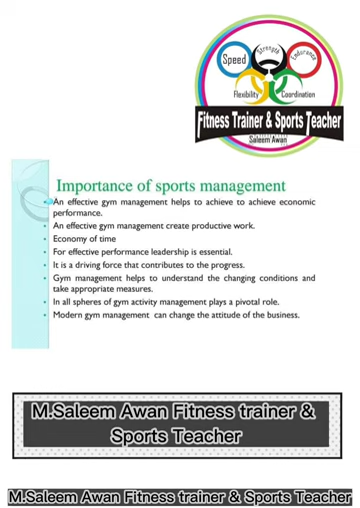 Speed
Strength
Endurance
Flexibility
Coordination
Fitness Trainer & Sports Teacher
Saleem Awan
Importance of sports management
An effective gym management helps to achieve to achieve economic
performance.
An effective gym management create productive work.
Economy of time
For effective performance leadership is essential.
It is a driving force that contributes to the progress.
Gym management helps to understand the changing conditions and
take appropriate measures.
In all spheres of gym activity management plays a pivotal role.
Modern gym management can change the attitude of the business.
M.Saleem Awan Fitness trainer &
Sports Teacher
M.Saleem Awan Fitness trainer & Sports Teacher